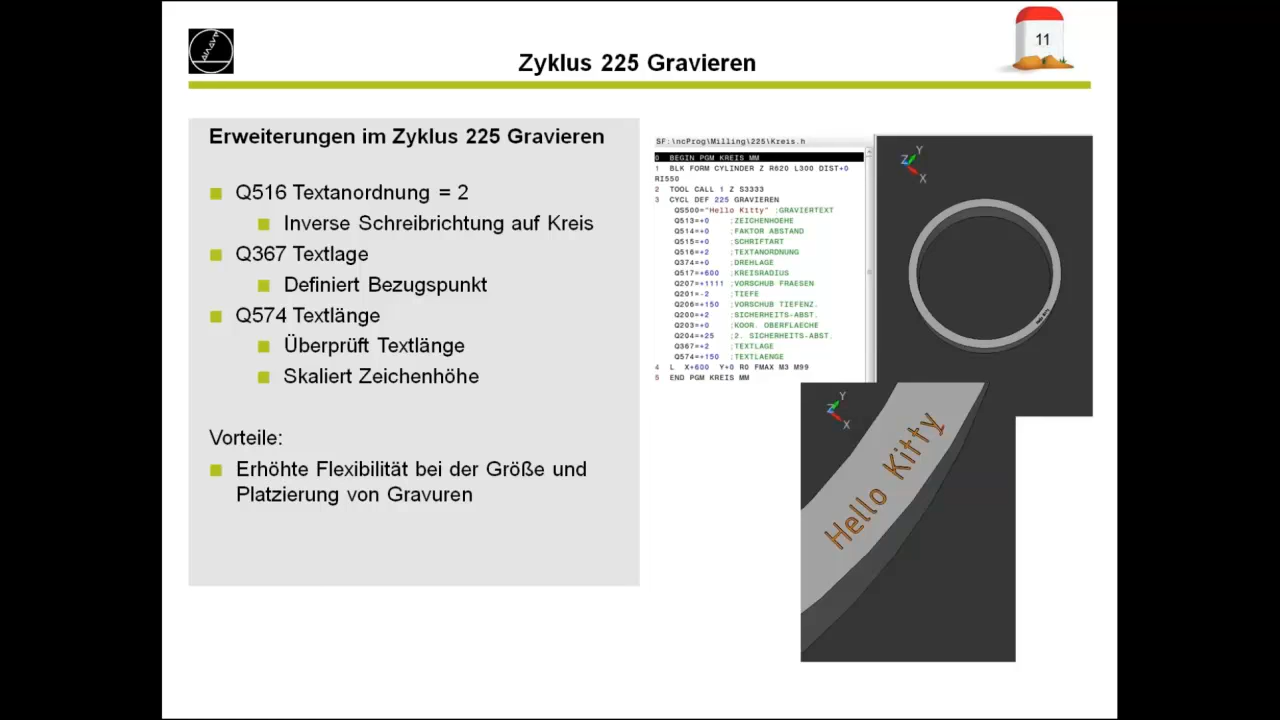 11
Zyklus 225 Gravieren
Erweiterungen im Zyklus 225 Gravieren
Q516 Textanordnung = 2
Inverse Schreibrichtung auf Kreis
Q367 Textlage
Definiert Bezugspunkt
Q574 Textlänge
Überprüft Textlänge
Skaliert Zeichenhöhe
Vorteile:
Erhöhte Flexibilität bei der Größe und
Platzierung von Gravuren
SF:\ncProg\Milling\225\Kreis.h
0 BEGIN PGM KREIS MM
1 BLK FORM CYLINDER Z R620 L300 DIST+0
RI550
2 TOOL CALL 1 Z S3333
3 CYCL DEF 225 GRAVIEREN
Q5500="Hello Kitty" ;GRAVIERTEXT
Q513=+0 ;ZEICHENHOEHE
Q514=+0 ;FAKTOR ABSTAND
Q515=+0 ;SCHRIFTART
Q516=+2 ;TEXTANORDNUNG
Q374=+0 ;DREHLAGE
Q517=+600 ;KREISRADIUS
Q207=+1111 ;VORSCHUB FRAESEN
Q201=-2 ;TIEFE
Q206=+150 ;VORSCHUB TIEFENZ.
Q200=+2 ;SICHERHEITS-ABST.
Q203=+0 ;KOOR. OBERFLAECHE
Q204=+25 ;2. SICHERHEITS-ABST.
Q367=+2 ;TEXTLAGE
Q574=+150 ;TEXTLAENGE
4 L X+600 Y+0 R0 FMAX M3 M99
5 END PGM KREIS MM
Y
Z
X
Y
Z
X
Hello Kitty